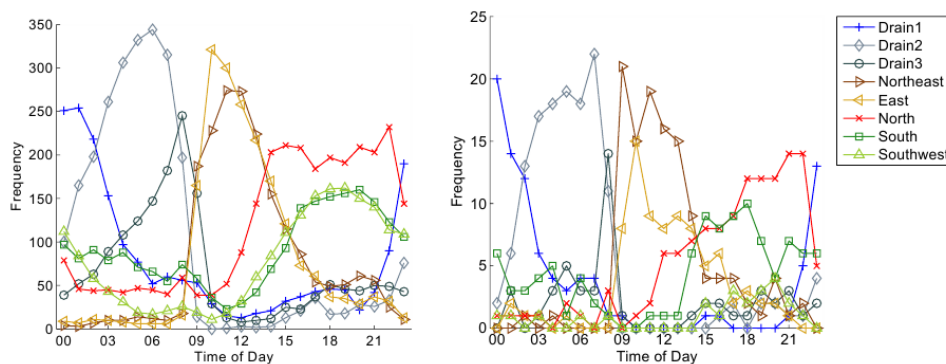 350
300
250
200
150
100
50
0
Frequency
00 03 06 09 12 15 18 21
Time of Day
25
20
15
10
5
0
Frequency
00 03 06 09 12 15 18 21
Time of Day
Drain1
Drain2
Drain3
Northeast
East
North
South
Southwest